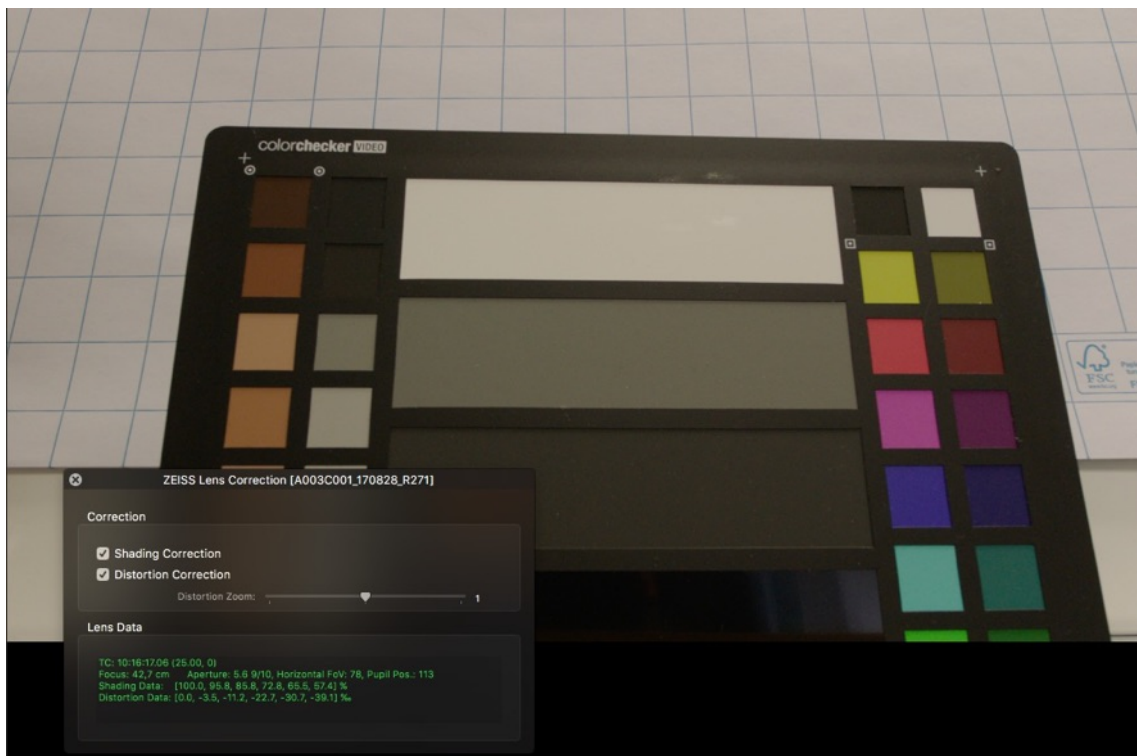 colorchecker VIDEO
FSC
ZEISS Lens Correction [A003C001_170828_R271]
Correction
Shading Correction
Distortion Correction
Distortion Zoom: 1
Lens Data
TC: 10:16:17.06 (25.00, 0)
Focus: 42,7 cm Aperture: 5.6 9/10, Horizontal FoV: 78, Pupil Pos.: 113
Shading Data: [100.0, 95.8, 85.8, 72.8, 65.5, 57.4] %
Distortion Data: [0.0, -3.5, -11.2, -22.7, -30.7, -39.1] ‰